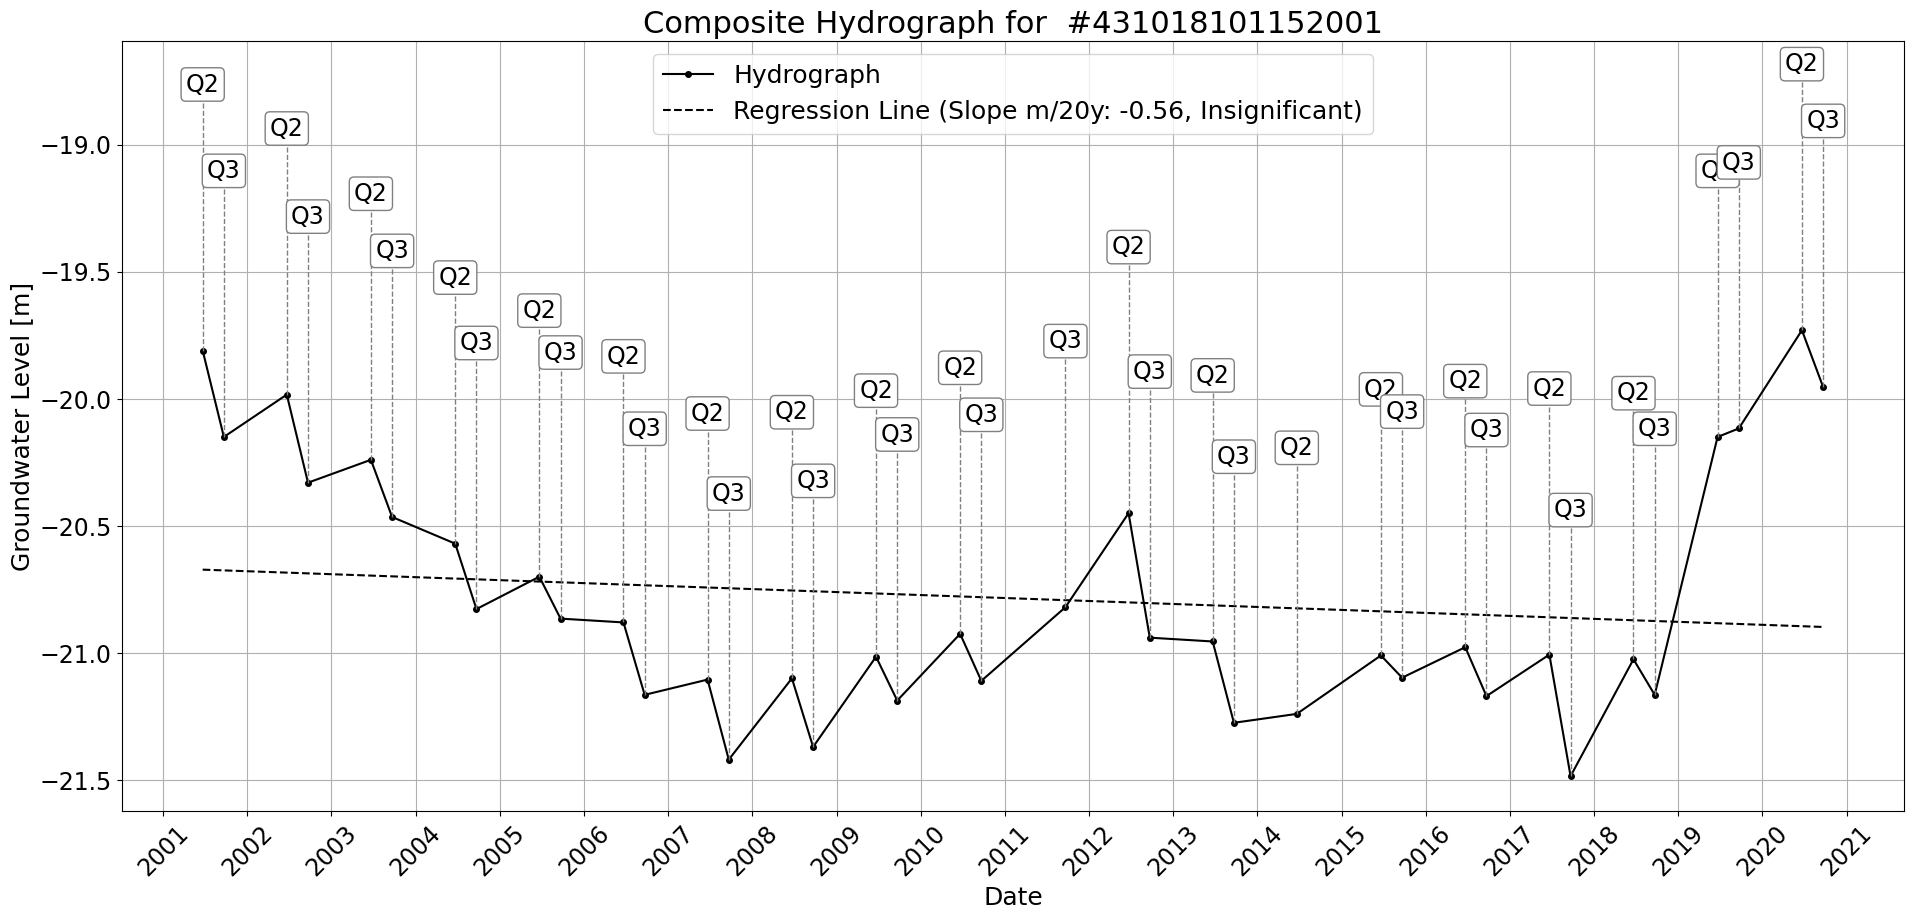 Composite Hydrograph for  #431018101152001
Hydrograph
Regression Line (Slope m/20y: -0.56, Insignificant)
Groundwater Level [m]
−19.0
−19.5
−20.0
−20.5
−21.0
−21.5
Q2
Q3
Q2
Q3
Q2
Q3
Q2
Q3
Q2
Q3
Q2
Q3
Q2
Q3
Q2
Q3
Q2
Q3
Q2
Q3
Q3
Q2
Q3
Q2
Q3
Q2
Q2
Q3
Q2
Q3
Q2
Q3
Q2
Q3
Q
Q3
Q2
Q3
2001
2002
2003
2004
2005
2006
2007
2008
2009
2010
2011
2012
2013
2014
2015
2016
2017
2018
2019
2020
2021
Date